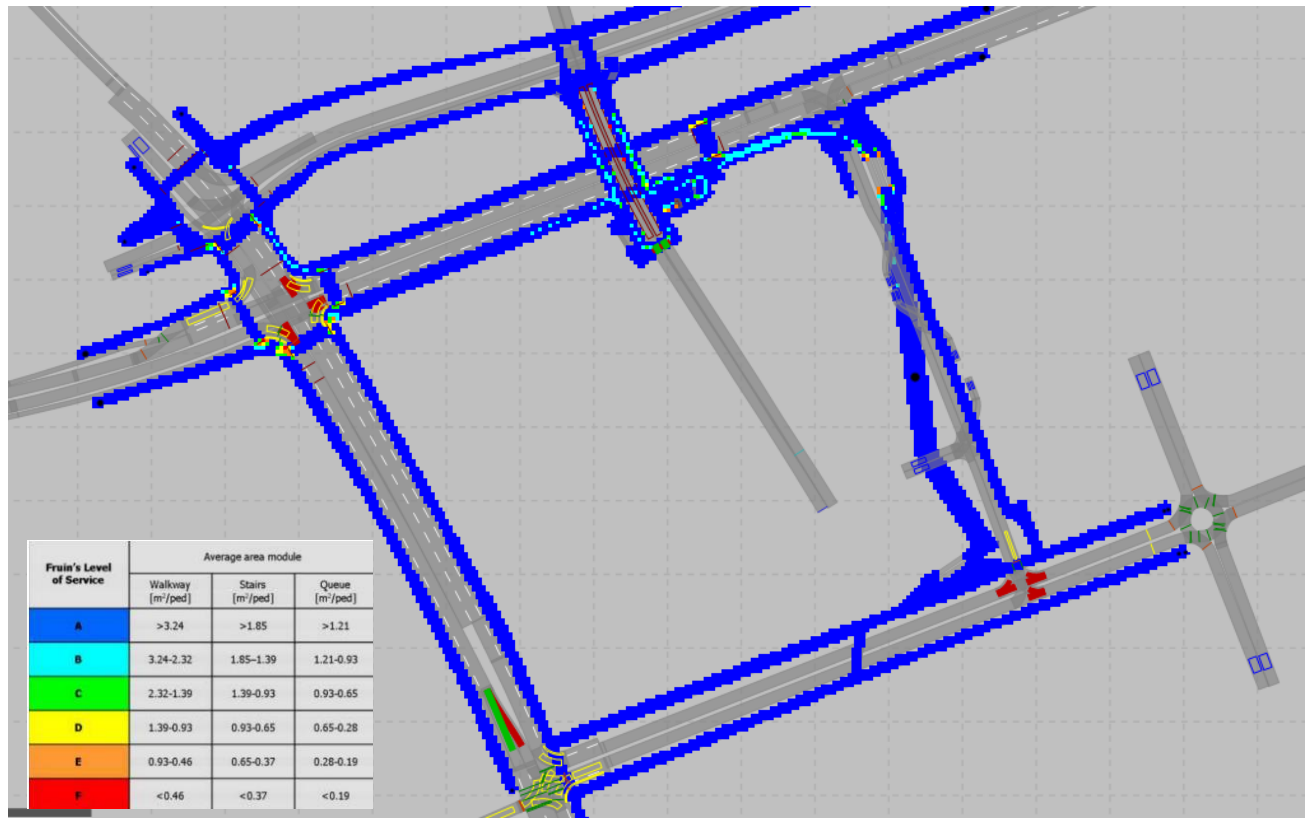 Fruin's Level
of Service
Average area module
Walkway
[m²/ped]
Stairs
[m²/ped]
Queue
[m²/ped]
A >3.24 >1.85 >1.21
B 3.24-2.32 1.85–1.39 1.21-0.93
C 2.32-1.39 1.39-0.93 0.93-0.65
D 1.39-0.93 0.93-0.65 0.65-0.28
E 0.93-0.46 0.65-0.37 0.28-0.19
F <0.46 <0.37 <0.19